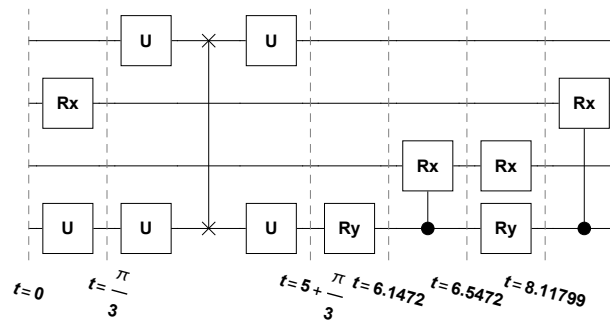 U U
Rx Rx
Rx Rx
U U U Ry Ry
t=0 t=π/3 t=5+π/3 t=6.1472 t=6.5472 t=8.11799